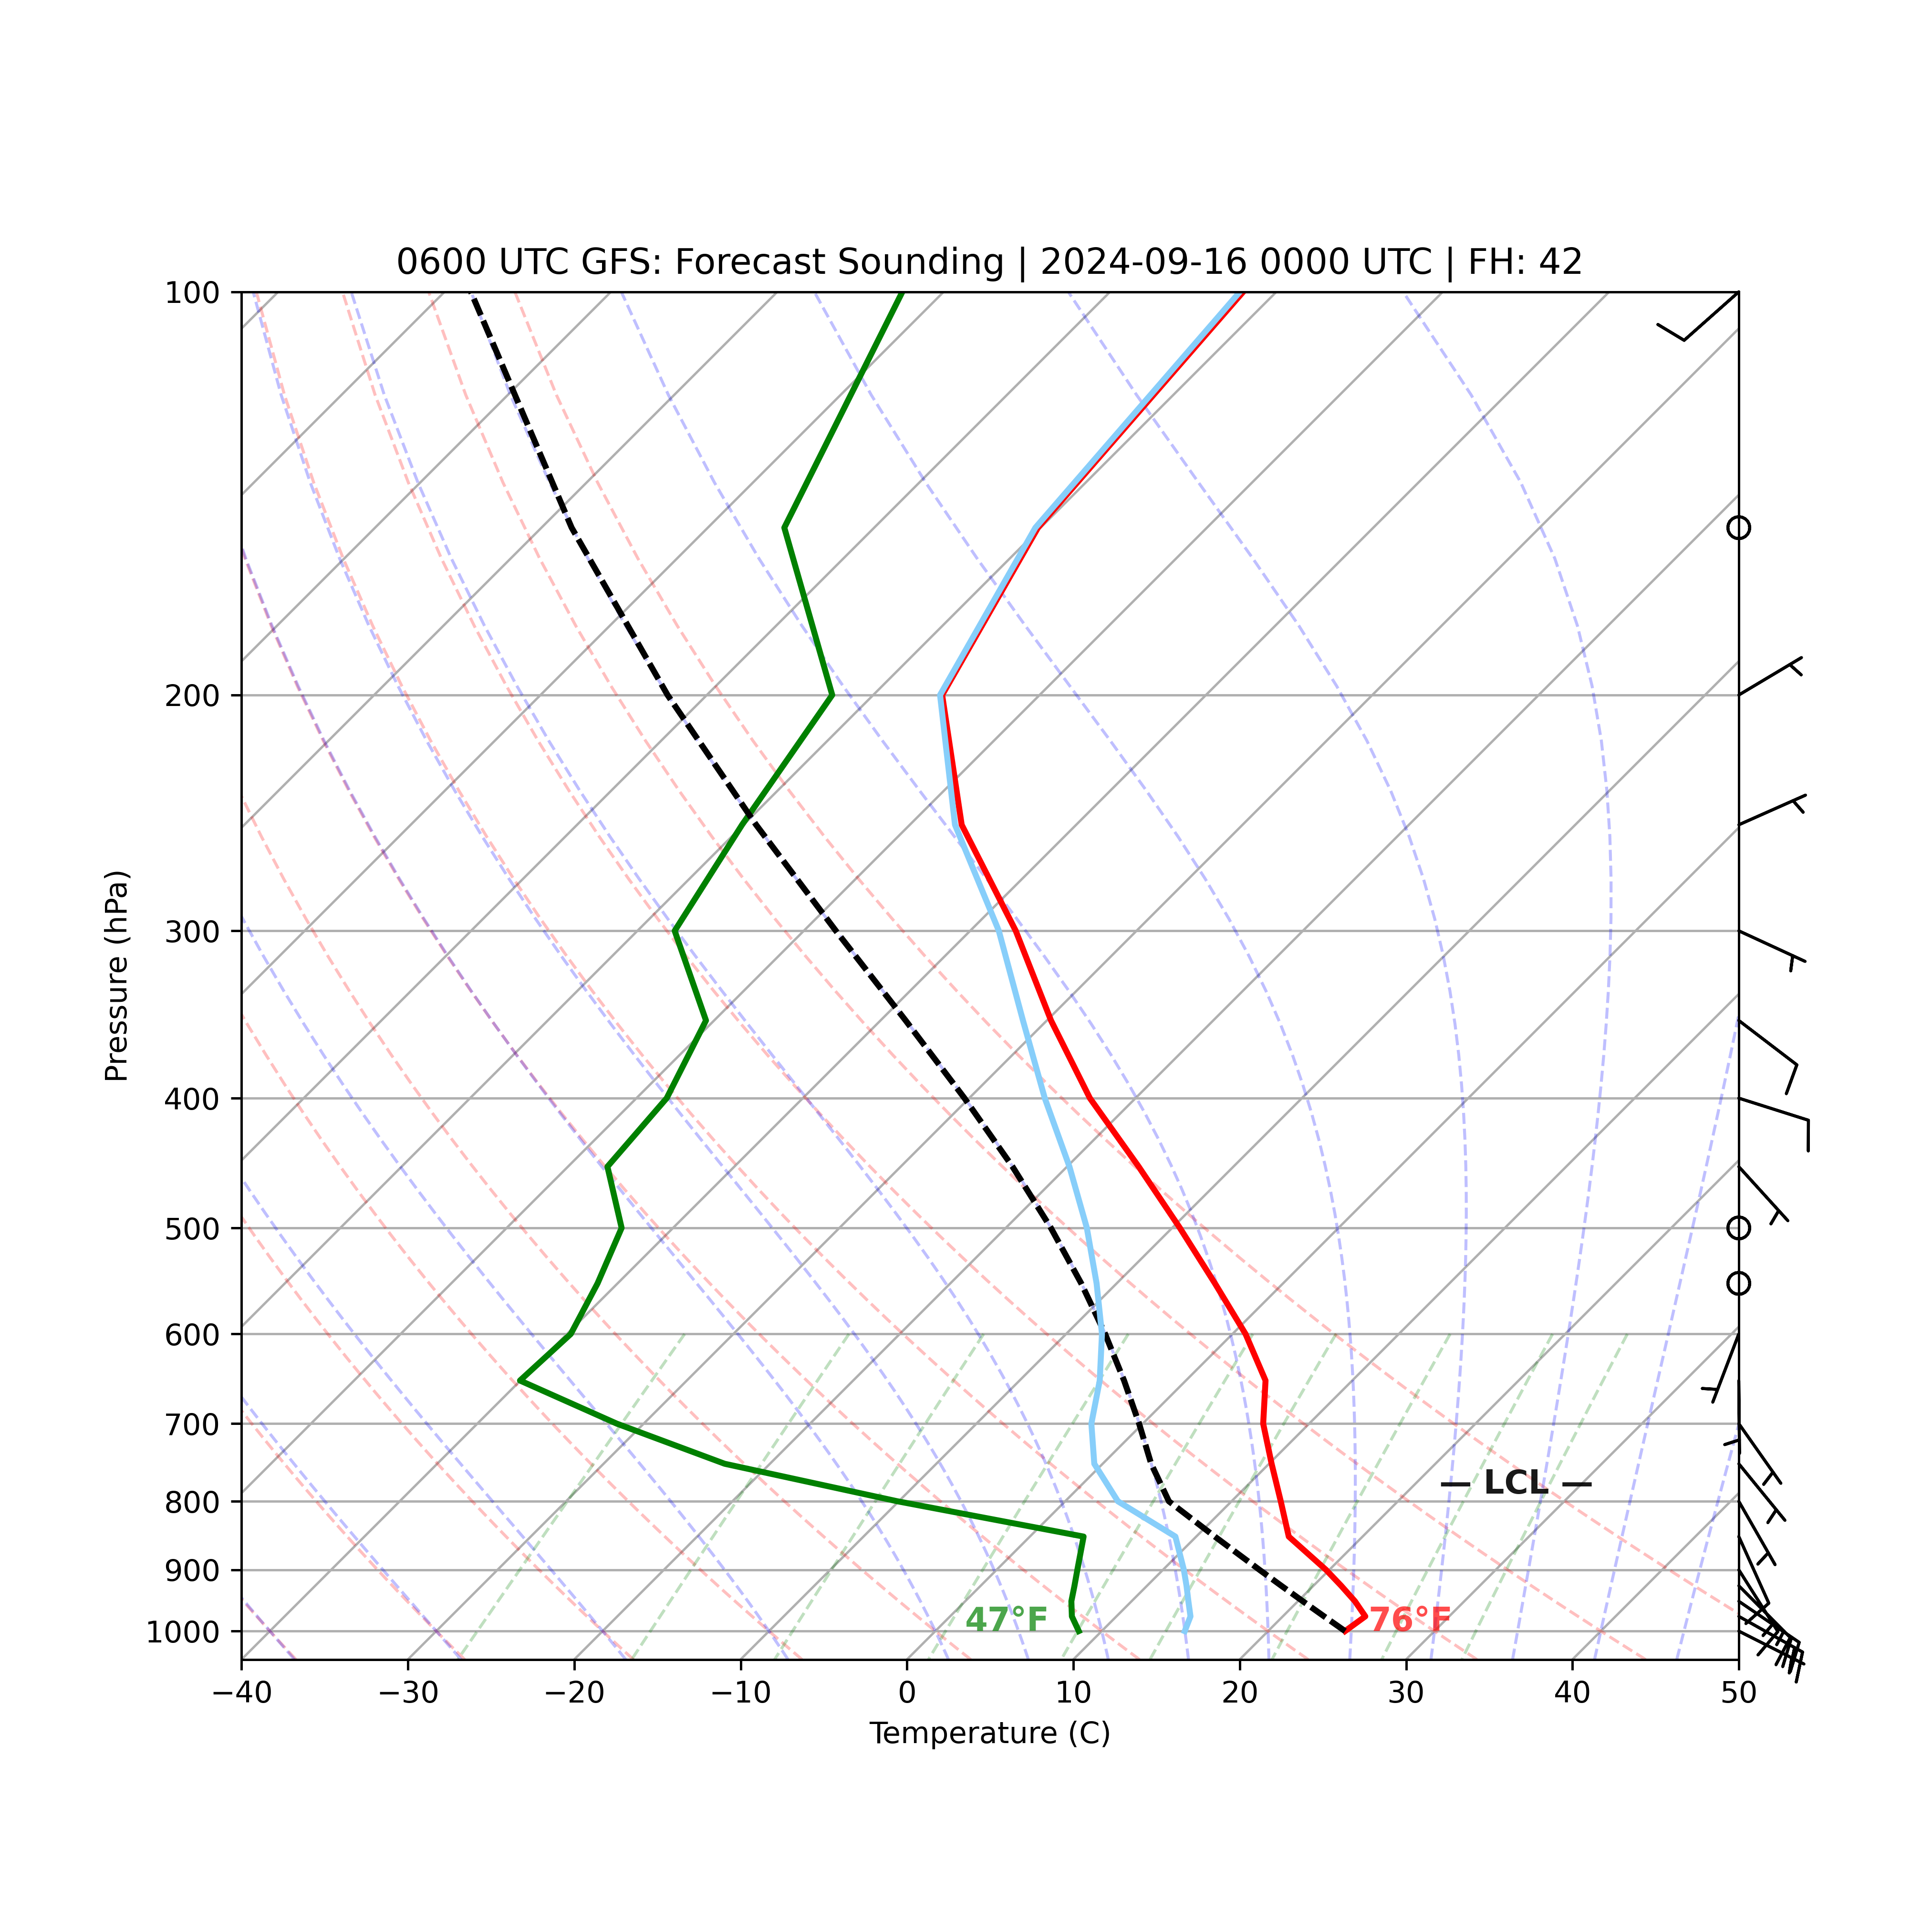 0600 UTC GFS: Forecast Sounding | 2024-09-16 0000 UTC | FH: 42
100
200
300
400
500
600
700
800
900
1000
Pressure (hPa)
— LCL —
47°F
76°F
−40 −30 −20 −10 0 10 20 30 40 50
Temperature (C)